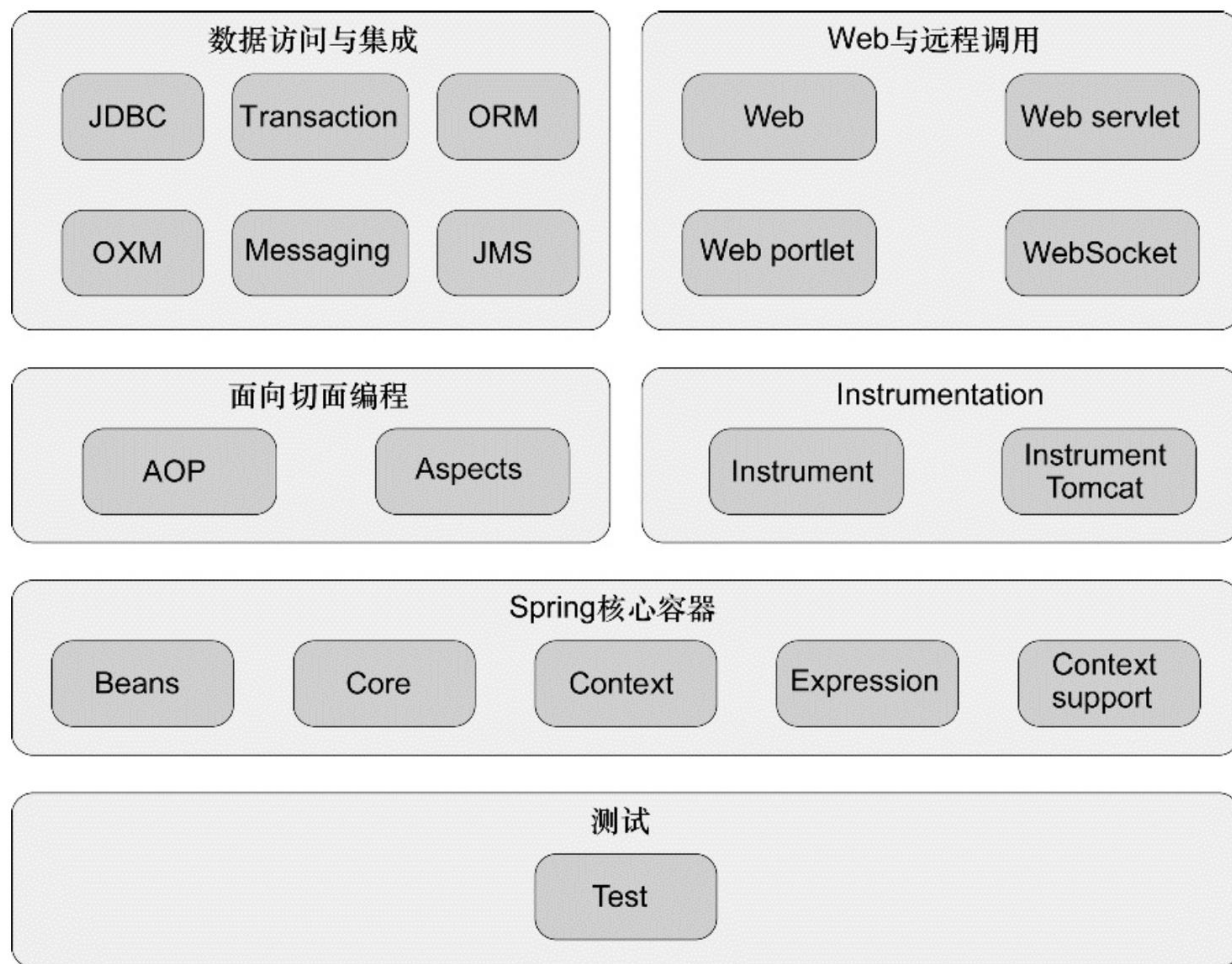 数据访问与集成
JDBC
Transaction
ORM
OXM
Messaging
JMS
Web与远程调用
Web
Web servlet
Web portlet
WebSocket
面向切面编程
AOP
Aspects
Instrumentation
Instrument
Instrument
Tomcat
Spring核心容器
Beans
Core
Context
Expression
Context
support
测试
Test